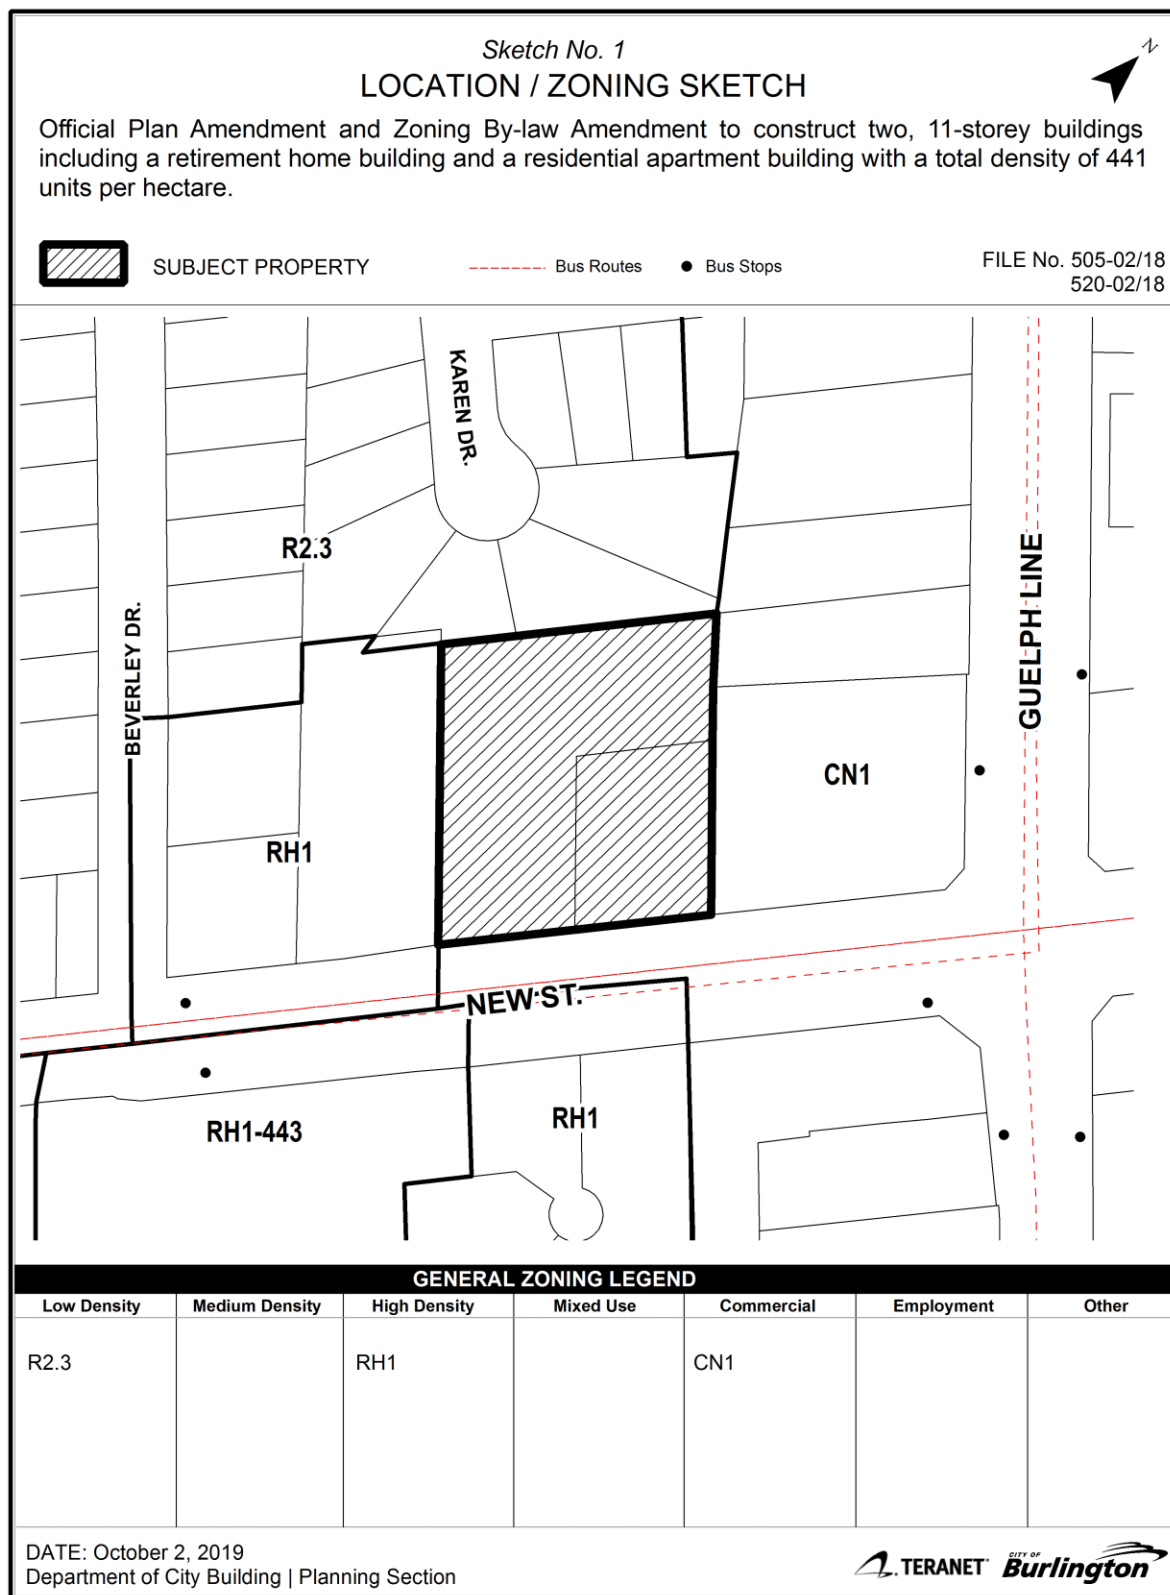 Sketch No. 1
N
LOCATION / ZONING SKETCH
Official Plan Amendment and Zoning By-law Amendment to construct two, 11-storey buildings
including a retirement home building and a residential apartment building with a total density of 441
units per hectare.
SUBJECT PROPERTY
Bus Routes
Bus Stops
FILE No. 505-02/18
520-02/18
KAREN DR.
R2.3
BEVERLEY DR.
GUELPH LINE
CN1
RH1
NEW ST.
RH1-443
RH1
GENERAL ZONING LEGEND
Low Density Medium Density High Density Mixed Use Commercial Employment Other
R2.3 RH1 CN1
DATE: October 2, 2019
Department of City Building | Planning Section
TERANET
CITY OF
Burlington